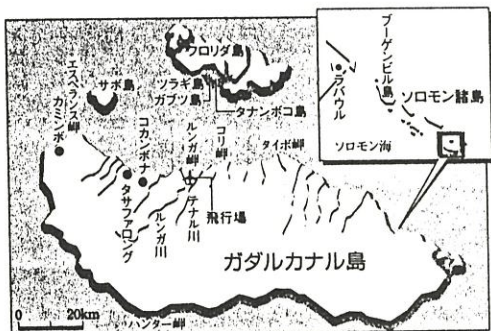 フロリダ島
ツラギ島
ガブツ島
タナンボコ島
サボ島
エスペランス岬
カミンボ
コカンボナ
タサファロング
ルンガ岬
コリ岬
タイボ岬
ルンガ川
テナル川
飛行場
ガダルカナル島
ハンター岬
0 20km
ブーゲンビル島
ラバウル
ソロモン諸島
ソロモン海